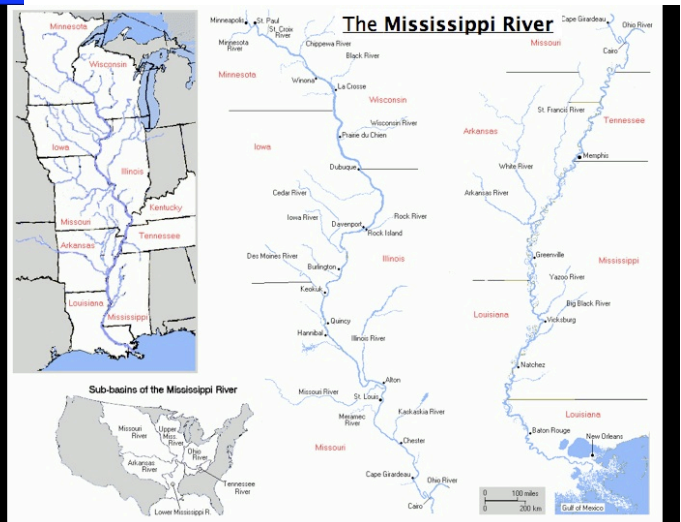 The Mississippi River
Minnesota
Wisconsin
Iowa
Illinois
Missouri
Kentucky
Tennessee
Arkansas
Louisiana
Mississippi
Sub-basins of the Mississippi River
Missouri
River
Upper
Miss.
River
Ohio
River
Arkansas
River
Tennessee
River
Lower Mississippi R.
Minneapolis
St. Paul
St. Croix
River
Minnesota
River
Chippewa River
Black River
Minnesota
Winona
La Crosse
Wisconsin
Wisconsin River
Prairie du Chien
Iowa
Dubuque
Cedar River
Iowa River
Rock River
Davenport
Rock Island
Des Moines River
Illinois
Burlington
Keokuk
Quincy
Hannibal
Illinois River
Alton
Missouri River
St. Louis
Meramec
River
Kaskaskia River
Missouri
Chester
Cape Girardeau
Ohio River
Cairo
Cape Girardeau
Ohio River
Missouri
Cairo
St. Francis River
Tennessee
Arkansas
Memphis
White River
Arkansas River
Greenville
Mississippi
Yazoo River
Big Black River
Louisiana
Vicksburg
Natchez
Louisiana
Baton Rouge
New Orleans
0 100 miles
0 200 km
Gulf of Mexico